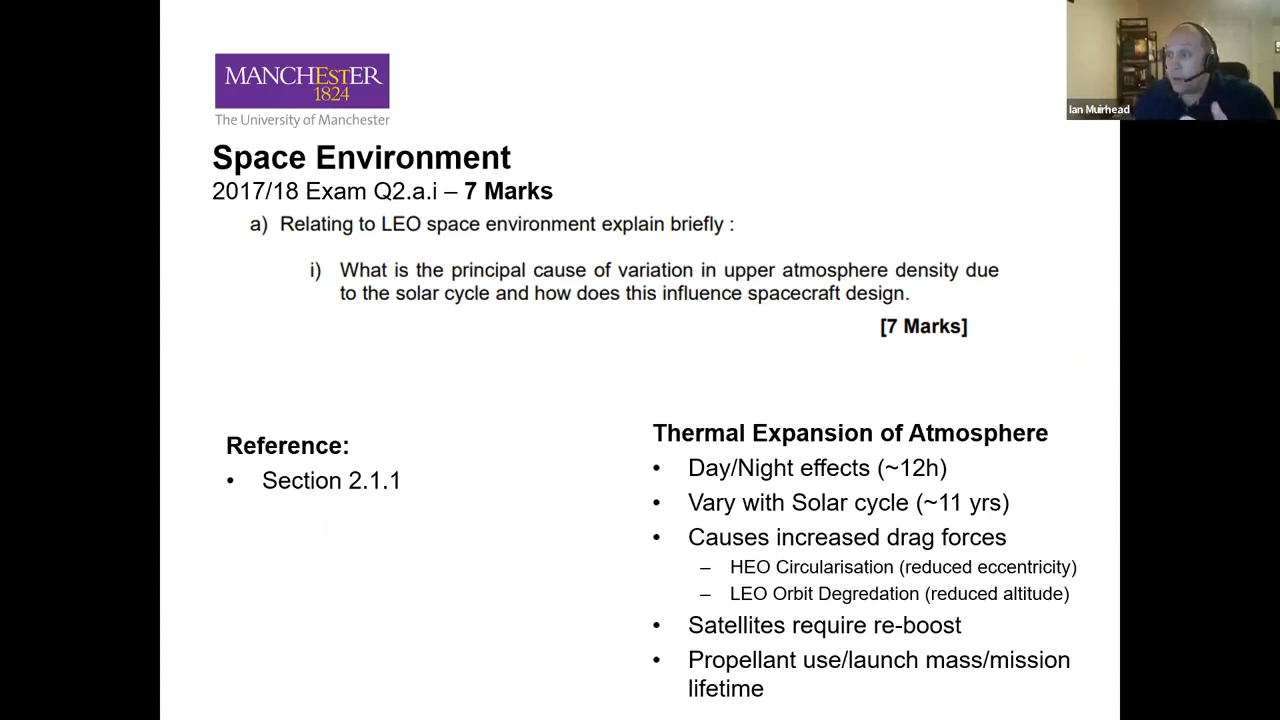 MANCHESTER
1824
The University of Manchester
Ian Muirhead
Space Environment
2017/18 Exam Q2.a.i – 7 Marks
a) Relating to LEO space environment explain briefly :
i) What is the principal cause of variation in upper atmosphere density due
to the solar cycle and how does this influence spacecraft design.
[7 Marks]
Reference:
• Section 2.1.1
Thermal Expansion of Atmosphere
• Day/Night effects (~12h)
• Vary with Solar cycle (~11 yrs)
• Causes increased drag forces
– HEO Circularisation (reduced eccentricity)
– LEO Orbit Degredation (reduced altitude)
• Satellites require re-boost
• Propellant use/launch mass/mission
lifetime